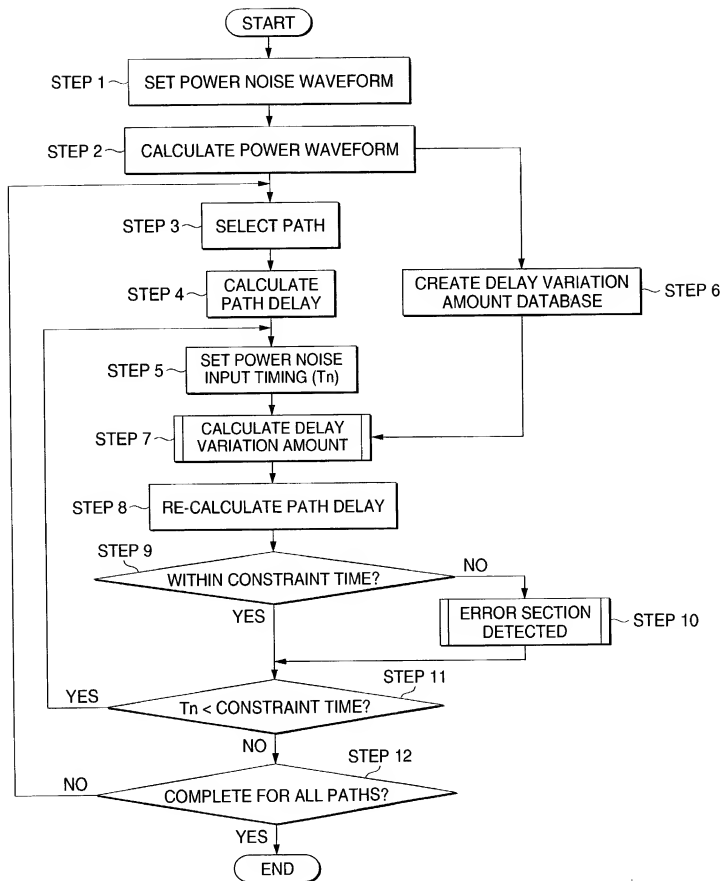 START
STEP 1
SET POWER NOISE WAVEFORM
STEP 2
CALCULATE POWER WAVEFORM
STEP 3
SELECT PATH
STEP 4
CALCULATE
PATH DELAY
CREATE DELAY VARIATION
AMOUNT DATABASE
STEP 6
STEP 5
SET POWER NOISE
INPUT TIMING (Tn)
STEP 7
CALCULATE DELAY
VARIATION AMOUNT
STEP 8
RE-CALCULATE PATH DELAY
STEP 9
WITHIN CONSTRAINT TIME?
NO
YES
ERROR SECTION
DETECTED
STEP 10
STEP 11
YES
Tn < CONSTRAINT TIME?
NO
STEP 12
NO
COMPLETE FOR ALL PATHS?
YES
END